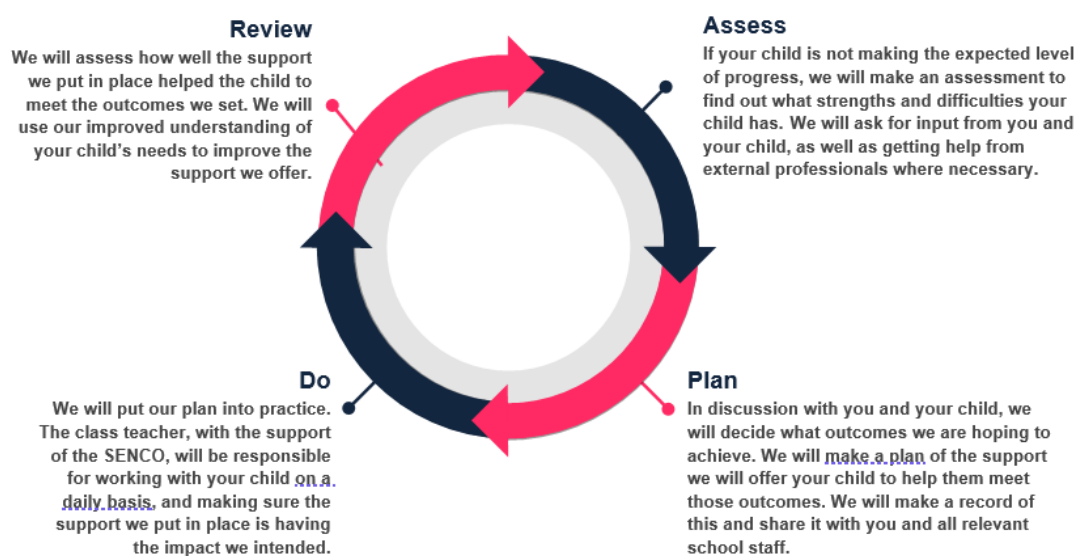 Review
We will assess how well the support
we put in place helped the child to
meet the outcomes we set. We will
use our improved understanding of
your child's needs to improve the
support we offer.
Assess
If your child is not making the expected level
of progress, we will make an assessment to
find out what strengths and difficulties your
child has. We will ask for input from you and
your child, as well as getting help from
external professionals where necessary.
Do
We will put our plan into practice.
The class teacher, with the support
of the SENCO, will be responsible
for working with your child on a
daily basis, and making sure the
support we put in place is having
the impact we intended.
Plan
In discussion with you and your child, we
will decide what outcomes we are hoping to
achieve. We will make a plan of the support
we will offer your child to help them meet
those outcomes. We will make a record of
this and share it with you and all relevant
school staff.